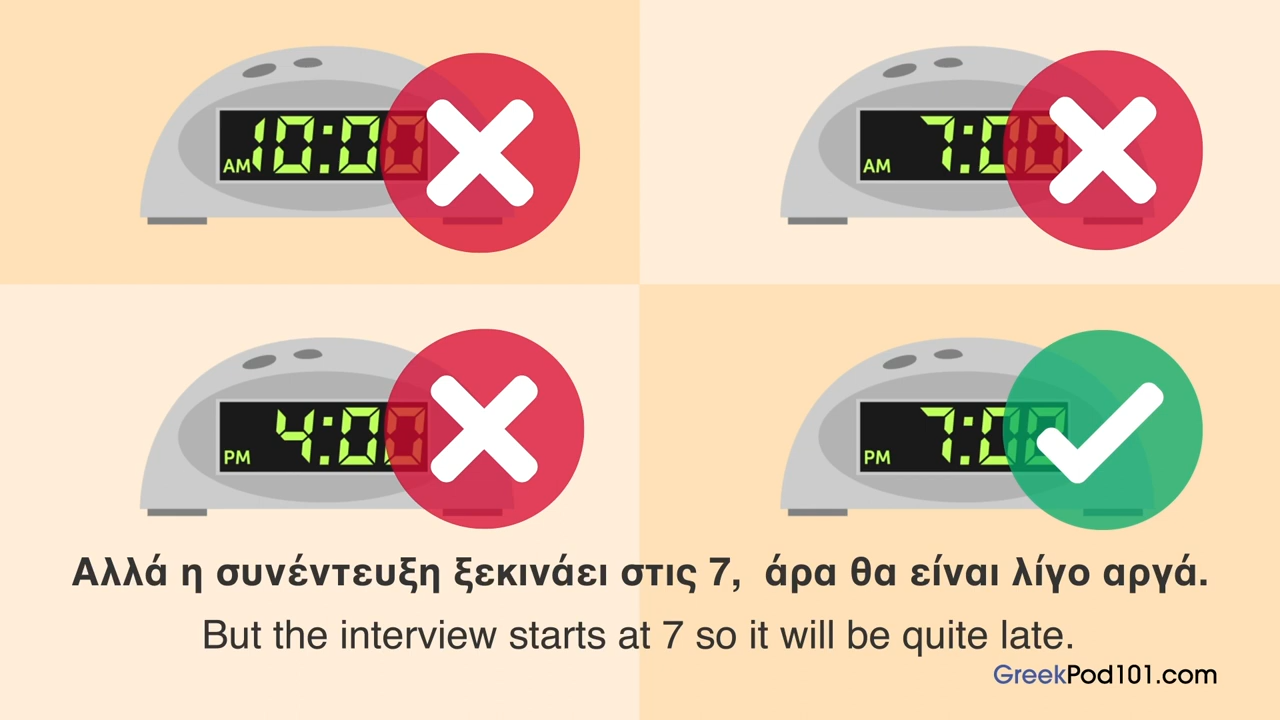 AM 10:00
AM 7:00
PM 4:00
PM 7:00
Αλλά η συνέντευξη ξεκινάει στις 7, άρα θα είναι λίγο αργά.
But the interview starts at 7 so it will be quite late.
GreekPod101.com